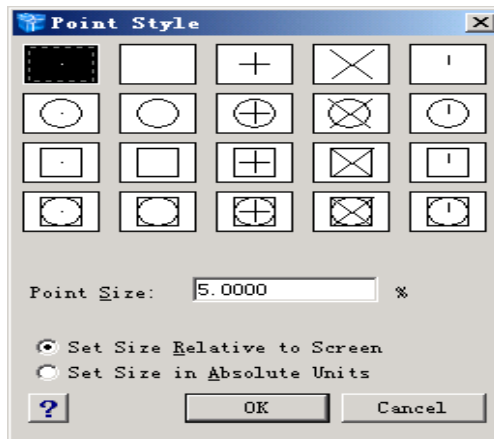 Point Style
Point Size: 5.0000 %
Set Size Relative to Screen
Set Size in Absolute Units
? OK Cancel